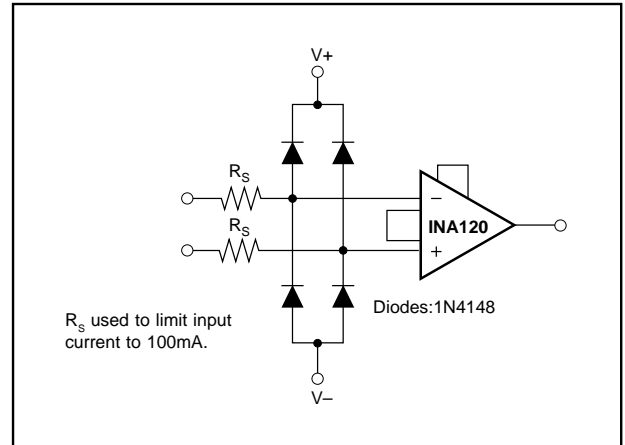 V+
R_S
−
INA120
R_S
+
Diodes:1N4148
R_S used to limit input
current to 100mA.
V–